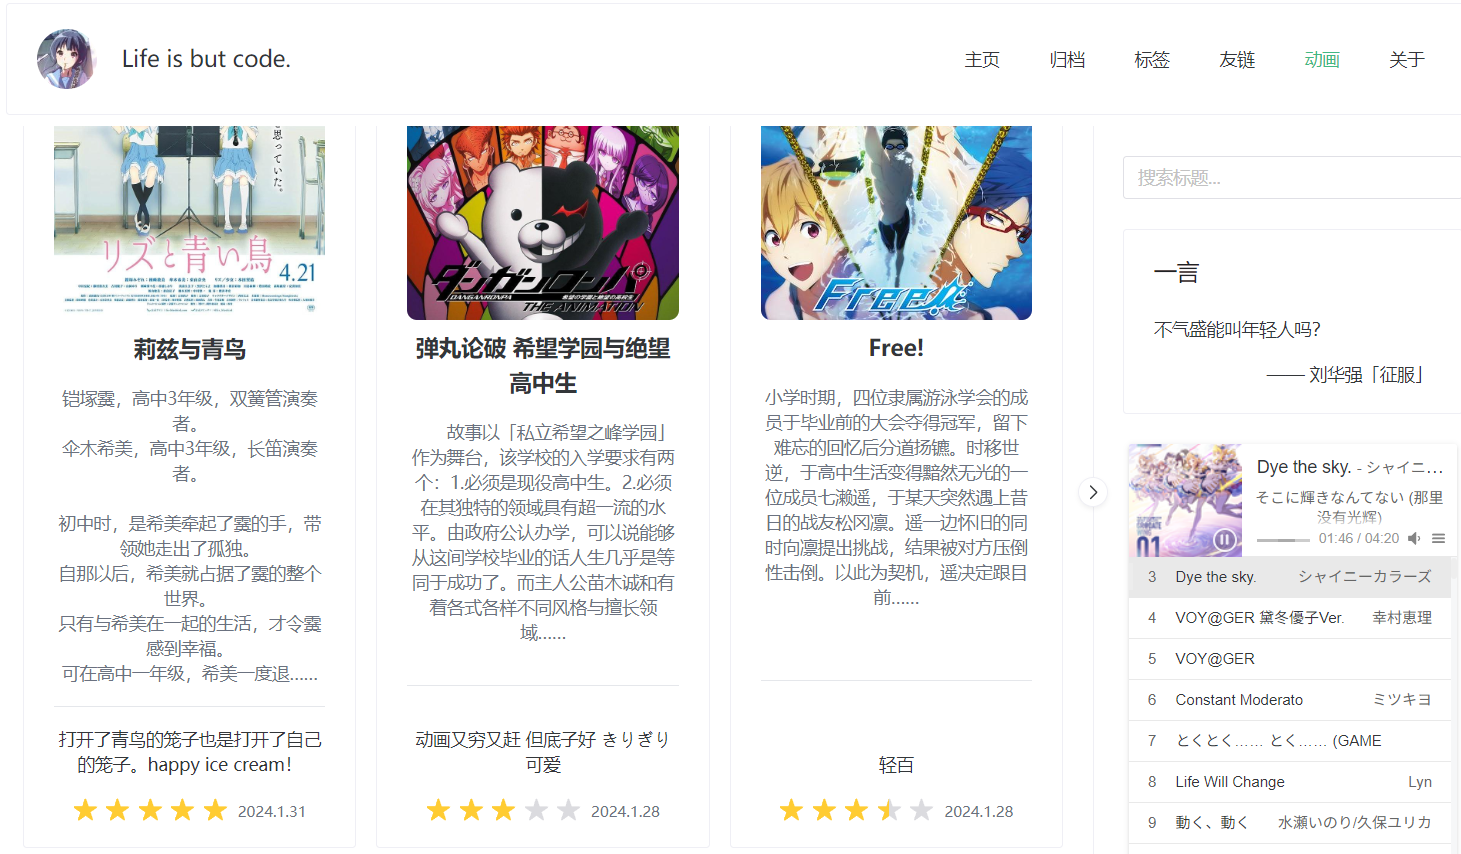 Life is but code.
主页
归档
标签
友链
动画
关于
思っていた。
リズと青い鳥
4.21
莉兹与青鸟
铠塚霙，高中3年级，双簧管演奏
者。
伞木希美，高中3年级，长笛演奏
者。
初中时，是希美牵起了霙的手，带
领她走出了孤独。
自那以后，希美就占据了霙的整个
世界。
只有与希美在一起的生活，才令霙
感到幸福。
可在高中一年级，希美一度退……
打开了青鸟的笼子也是打开了自己
的笼子。happy ice cream！
2024.1.31
ダンガンロンパ
DANGANRONPA
希望の学園と絶望の高校生
THE ANIMATION
弹丸论破 希望学园与绝望
高中生
故事以「私立希望之峰学园」
作为舞台，该学校的入学要求有两
个：1.必须是现役高中生。2.必须
在其独特的领域具有超一流的水
平。由政府公认办学，可以说能够
从这间学校毕业的话人生几乎是等
同于成功了。而主人公苗木诚和有
着各式各样不同风格与擅长领
域……
动画又穷又赶 但底子好 きりぎり
可爱
2024.1.28
Free!
Free!
小学时期，四位隶属游泳学会的成
员于毕业前的大会夺得冠军，留下
难忘的回忆后分道扬镳。时移世
逆，于高中生活变得黯然无光的一
位成员七濑遥，于某天突然遇上昔
日的战友松冈凛。遥一边怀旧的同
时向凛提出挑战，结果被对方压倒
性击倒。以此为契机，遥决定跟目
前……
轻百
2024.1.28
搜索标题...
一言
不气盛能叫年轻人吗？
—— 刘华强「征服」
01
Dye the sky. - シャイニ...
そこに輝きなんてない (那里
没有光辉)
01:46 / 04:20
3 Dye the sky. シャイニーカラーズ
4 VOY@GER 黛冬優子Ver. 幸村恵理
5 VOY@GER
6 Constant Moderato ミツキヨ
7 とくとく…… とく…… (GAME
8 Life Will Change Lyn
9 動く、動く 水瀬いのり/久保ユリカ